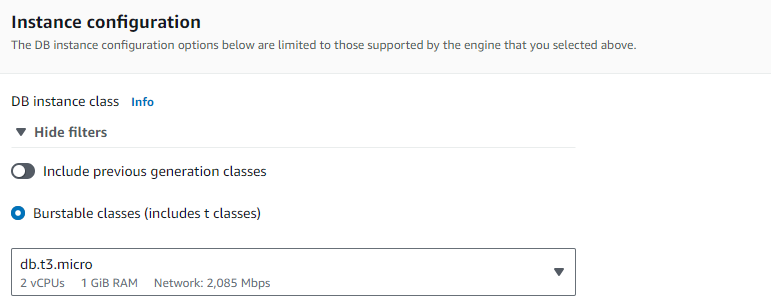 Instance configuration
The DB instance configuration options below are limited to those supported by the engine that you selected above.
DB instance class Info
Hide filters
Include previous generation classes
Burstable classes (includes t classes)
db.t3.micro
2 vCPUs 1 GiB RAM Network: 2,085 Mbps